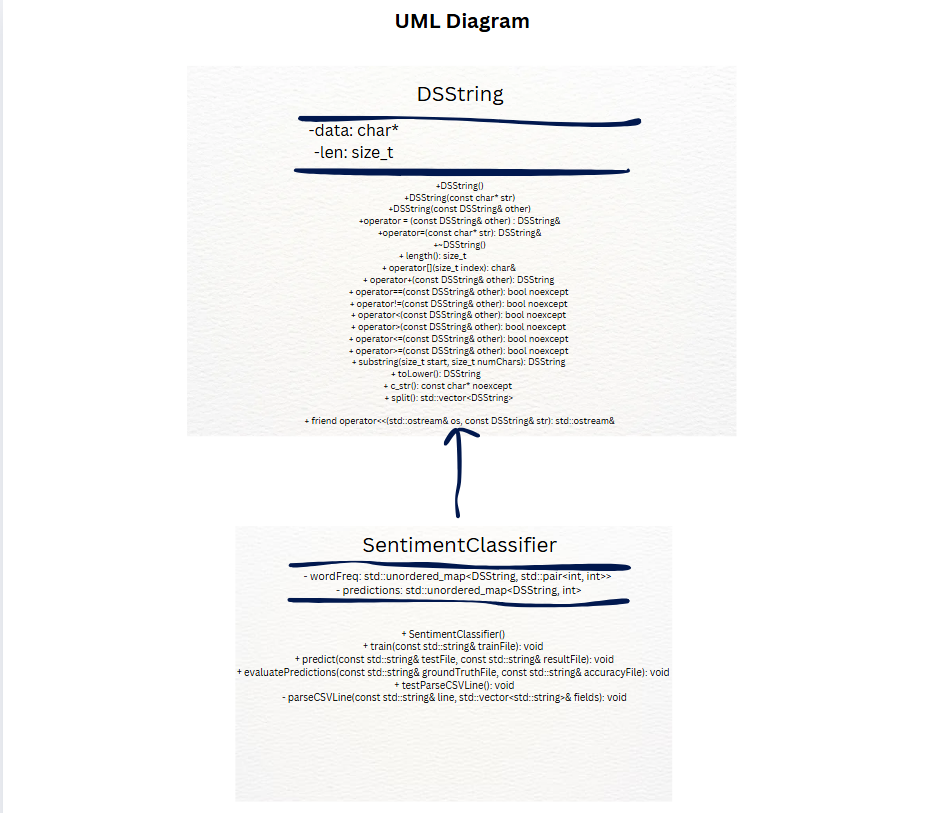 UML Diagram
DSString
-data: char*
-len: size_t
+DSString()
+DSString(const char* str)
+DSString(const DSString& other)
+operator = (const DSString& other) : DSString&
+operator=(const char* str): DSString&
+~DSString()
+ length(): size_t
+ operator[](size_t index): char&
+ operator+(const DSString& other): DSString
+ operator==(const DSString& other): bool noexcept
+ operator!=(const DSString& other): bool noexcept
+ operator<(const DSString& other): bool noexcept
+ operator>(const DSString& other): bool noexcept
+ operator<=(const DSString& other): bool noexcept
+ operator>=(const DSString& other): bool noexcept
+ substring(size_t start, size_t numChars): DSString
+ toLower(): DSString
+ c_str(): const char* noexcept
+ split(): std::vector<DSString>
+ friend operator<<(std::ostream& os, const DSString& str): std::ostream&
SentimentClassifier
- wordFreq: std::unordered_map<DSString, std::pair<int, int>>
- predictions: std::unordered_map<DSString, int>
+ SentimentClassifier()
+ train(const std::string& trainFile): void
+ predict(const std::string& testFile, const std::string& resultFile): void
+ evaluatePredictions(const std::string& groundTruthFile, const std::string& accuracyFile): void
+ testParseCSVLine(): void
- parseCSVLine(const std::string& line, std::vector<std::string>& fields): void